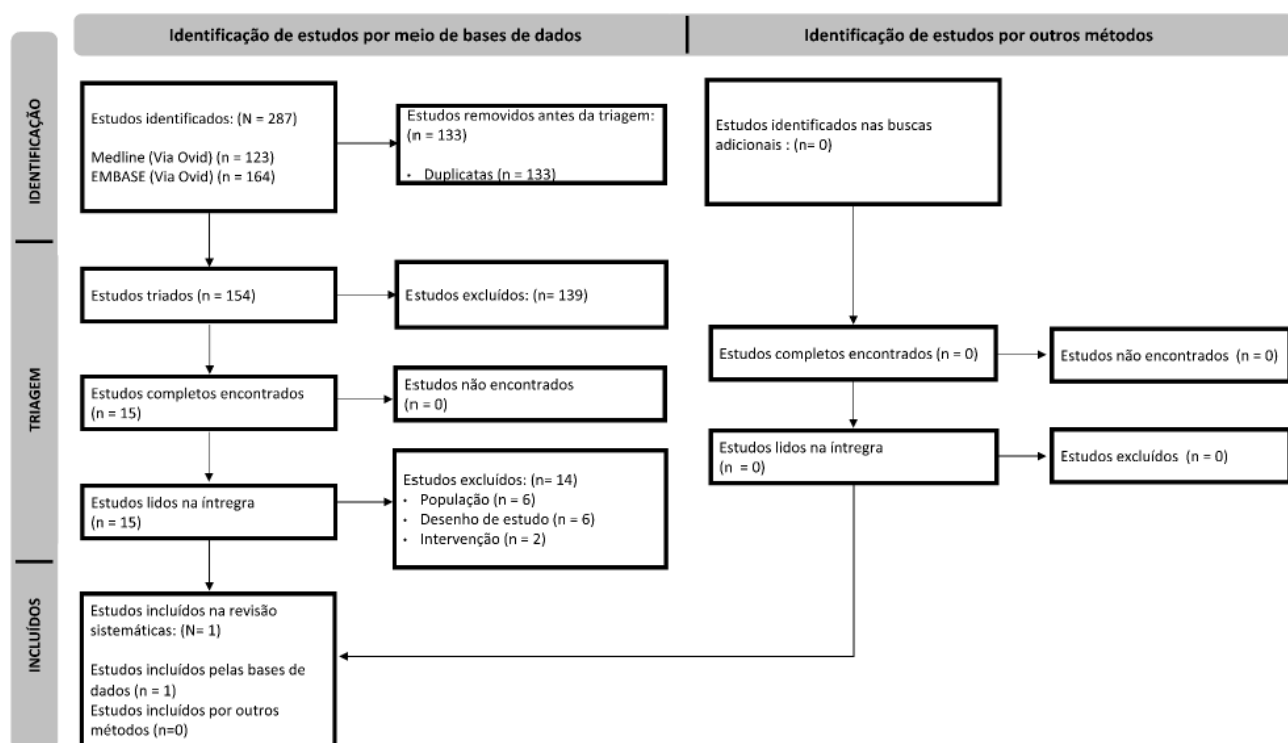 Identificação de estudos por meio de bases de dados
Identificação de estudos por outros métodos
IDENTIFICAÇÃO
Estudos identificados: (N = 287)
Medline (Via Ovid) (n = 123)
EMBASE (Via Ovid) (n = 164)
Estudos removidos antes da triagem:
(n = 133)
• Duplicatas (n = 133)
Estudos identificados nas buscas
adicionais : (n= 0)
TRIAGEM
Estudos triados (n = 154)
Estudos excluídos: (n= 139)
Estudos completos encontrados
(n = 15)
Estudos não encontrados
(n = 0)
Estudos completos encontrados (n = 0)
Estudos não encontrados (n = 0)
Estudos lidos na íntregra
(n = 15)
Estudos excluídos: (n= 14)
• População (n = 6)
• Desenho de estudo (n = 6)
• Intervenção (n = 2)
Estudos lidos na íntregra
(n = 0)
Estudos excluídos (n = 0)
INCLUÍDOS
Estudos incluídos na revisão
sistemáticas: (N= 1)
Estudos incluídos pelas bases de
dados (n = 1)
Estudos incluídos por outros
métodos (n=0)